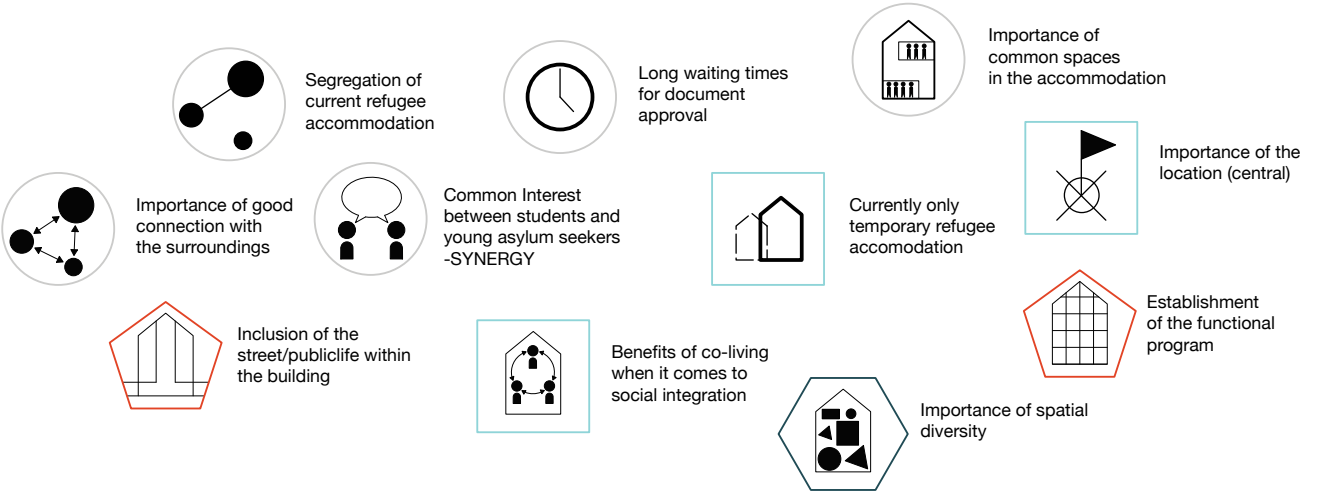 Segregation of
current refugee
accommodation
Long waiting times
for document
approval
Importance of
common spaces
in the accommodation
Importance of good
connection with
the surroundings
Common Interest
between students and
young asylum seekers
-SYNERGY
Currently only
temporary refugee
accomodation
Importance of the
location (central)
Inclusion of the
street/publiclife within
the building
Benefits of co-living
when it comes to
social integration
Importance of spatial
diversity
Establishment
of the functional
program